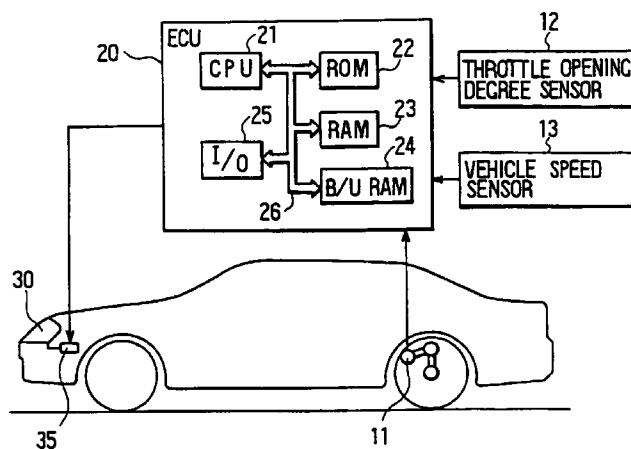 12
20
ECU
21
CPU
22
ROM
THROTTLE OPENING
DEGREE SENSOR
25
I/O
23
RAM
24
B/U RAM
26
13
VEHICLE SPEED
SENSOR
30
35
11